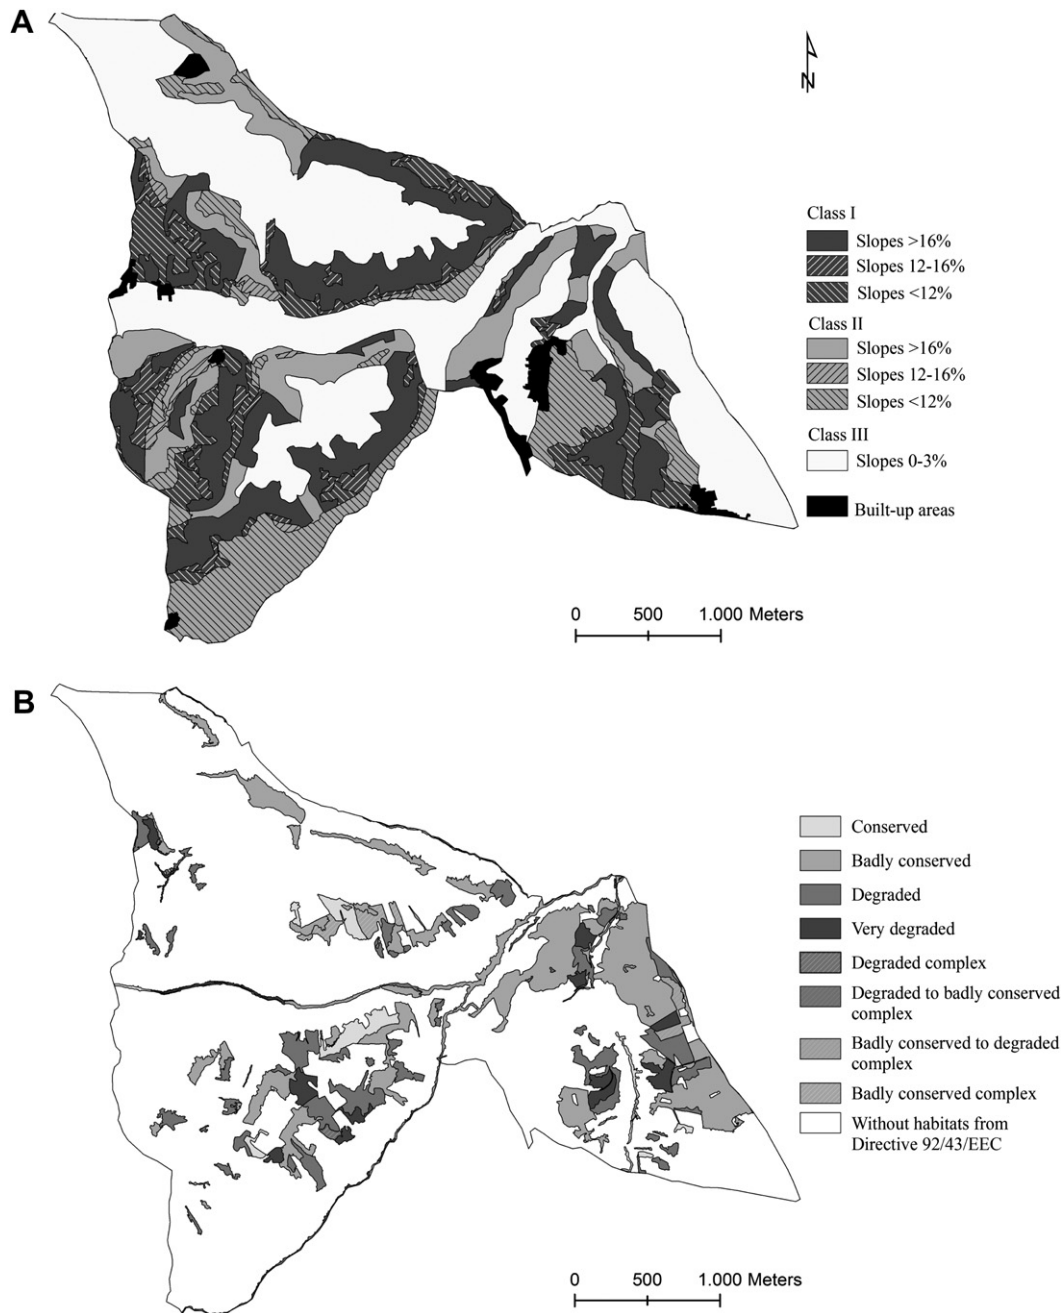 A
N
Class I
Slopes >16%
Slopes 12-16%
Slopes <12%
Class II
Slopes >16%
Slopes 12-16%
Slopes <12%
Class III
Slopes 0-3%
Built-up areas
0 500 1.000 Meters
B
Conserved
Badly conserved
Degraded
Very degraded
Degraded complex
Degraded to badly conserved
complex
Badly conserved to degraded
complex
Badly conserved complex
Without habitats from
Directive 92/43/EEC
0 500 1.000 Meters